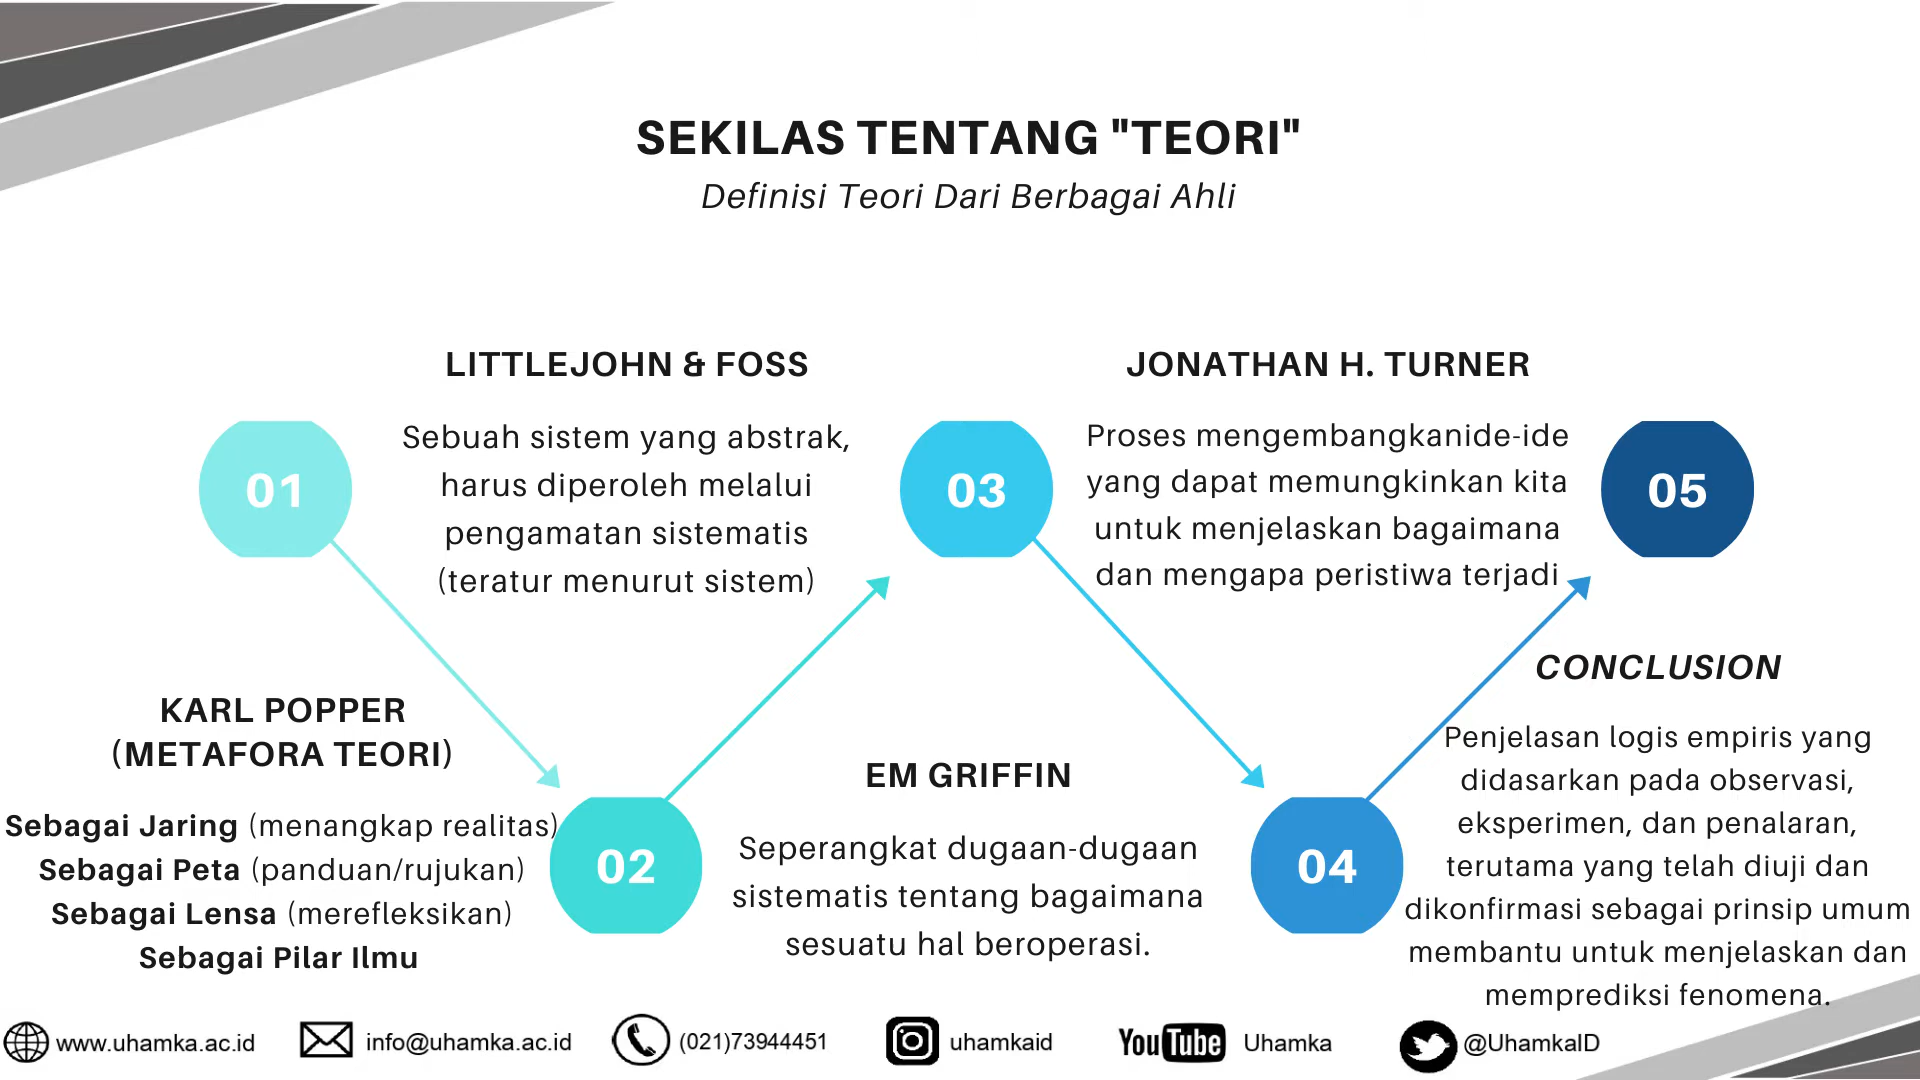 SEKILAS TENTANG "TEORI"
Definisi Teori Dari Berbagai Ahli
01
KARL POPPER
(METAFORA TEORI)
Sebagai Jaring (menangkap realitas)
Sebagai Peta (panduan/rujukan)
Sebagai Lensa (merefleksikan)
Sebagai Pilar Ilmu
02
LITTLEJOHN & FOSS
Sebuah sistem yang abstrak,
harus diperoleh melalui
pengamatan sistematis
(teratur menurut sistem)
03
EM GRIFFIN
Seperangkat dugaan-dugaan
sistematis tentang bagaimana
sesuatu hal beroperasi.
04
JONATHAN H. TURNER
Proses mengembangkanide-ide
yang dapat memungkinkan kita
untuk menjelaskan bagaimana
dan mengapa peristiwa terjadi
05
CONCLUSION
Penjelasan logis empiris yang
didasarkan pada observasi,
eksperimen, dan penalaran,
terutama yang telah diuji dan
dikonfirmasi sebagai prinsip umum
membantu untuk menjelaskan dan
memprediksi fenomena.
www.uhamka.ac.id
info@uhamka.ac.id
(021)73944451
uhamkaid
YouTube Uhamka
@UhamkaID